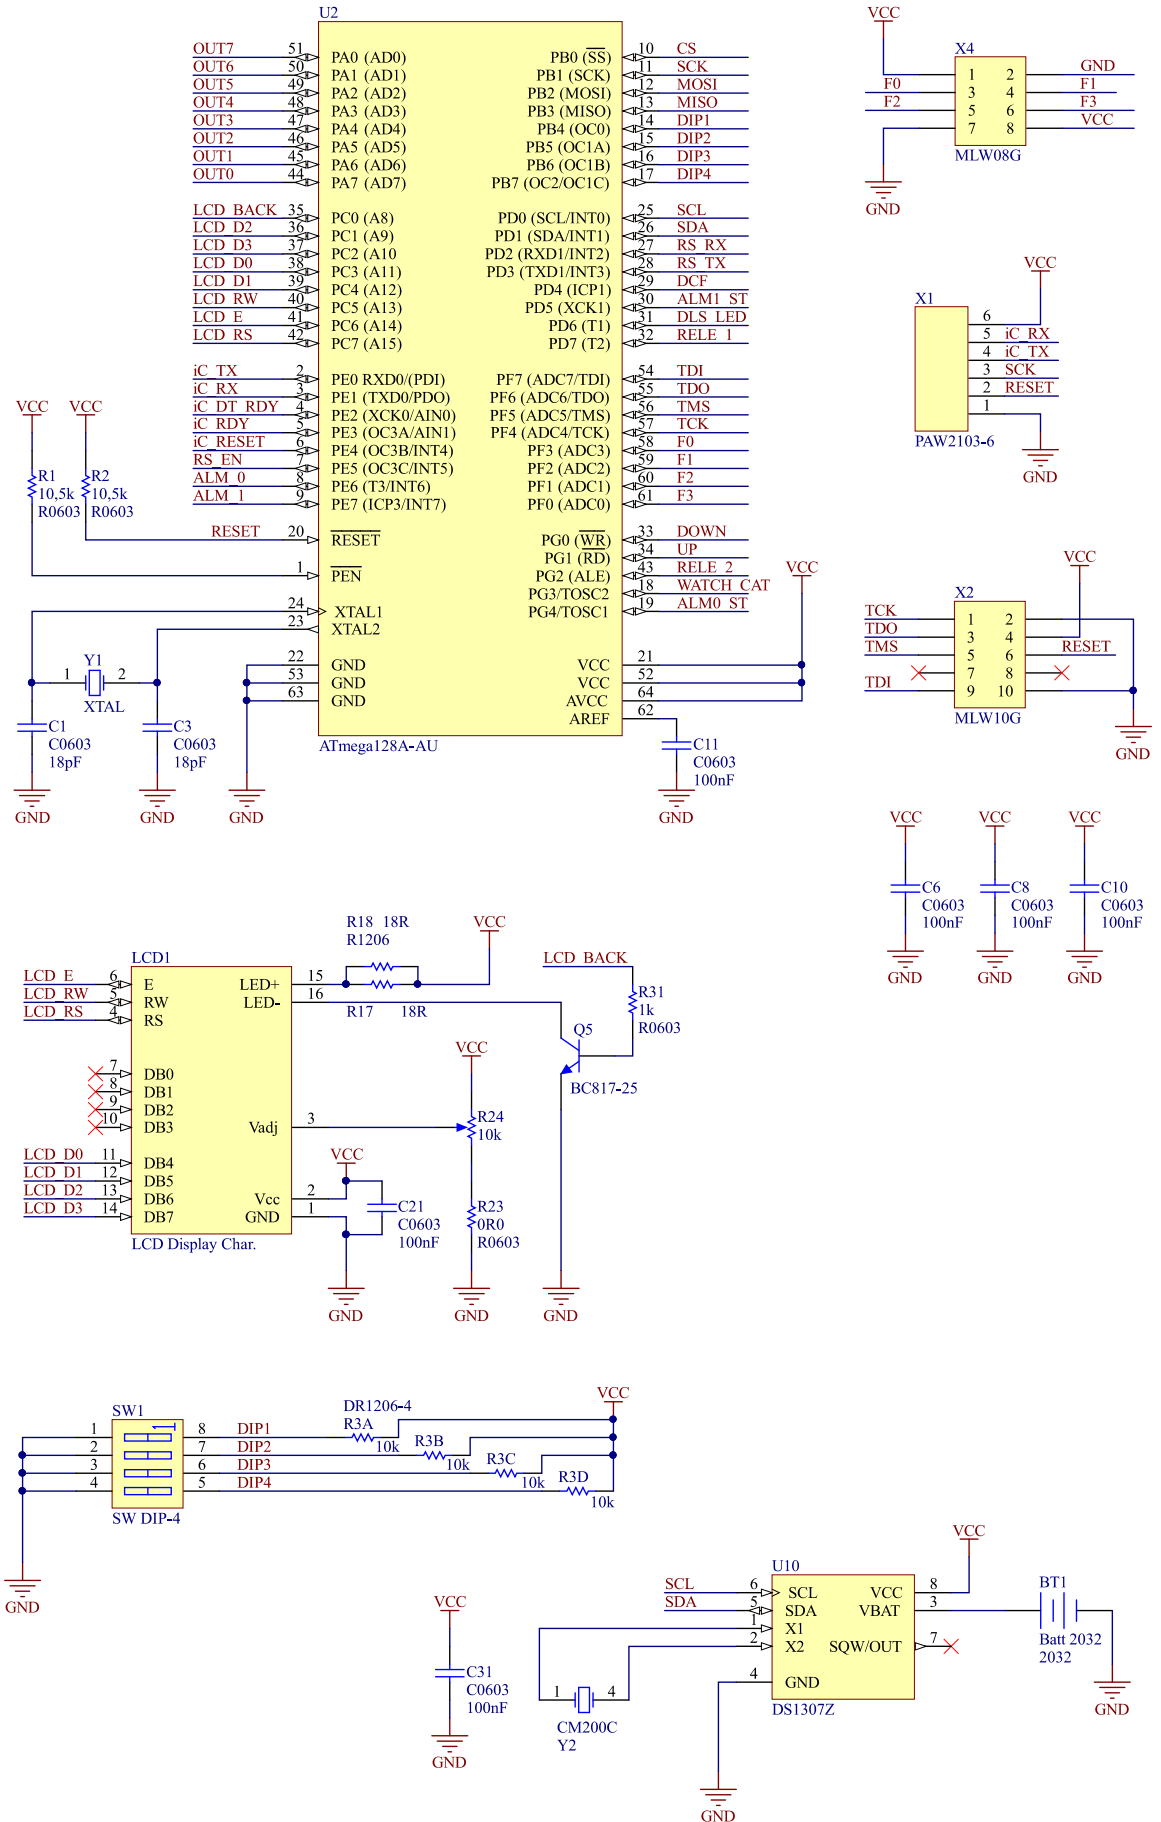 U2
OUT7 51 PA0 (AD0) PB0 (SS) 10 CS
OUT6 50 PA1 (AD1) PB1 (SCK) 11 SCK
OUT5 49 PA2 (AD2) PB2 (MOSI) 12 MOSI
OUT4 48 PA3 (AD3) PB3 (MISO) 13 MISO
OUT3 47 PA4 (AD4) PB4 (OC0) 14 DIP1
OUT2 46 PA5 (AD5) PB5 (OC1A) 15 DIP2
OUT1 45 PA6 (AD6) PB6 (OC1B) 16 DIP3
OUT0 44 PA7 (AD7) PB7 (OC2/OC1C) 17 DIP4
LCD_BACK 35 PC0 (A8) PD0 (SCL/INT0) 25 SCL
LCD_D2 36 PC1 (A9) PD1 (SDA/INT1) 26 SDA
LCD_D3 37 PC2 (A10 PD2 (RXD1/INT2) 27 RS_RX
LCD_D0 38 PC3 (A11) PD3 (TXD1/INT3) 28 RS_TX
LCD_D1 39 PC4 (A12) PD4 (ICP1) 29 DCF
LCD_RW 40 PC5 (A13) PD5 (XCK1) 30 ALM1_ST
LCD_E 41 PC6 (A14) PD6 (T1) 31 DLS_LED
LCD_RS 42 PC7 (A15) PD7 (T2) 32 RELE_1
iC_TX 2 PE0 RXD0/(PDI) PF7 (ADC7/TDI) 54 TDI
iC_RX 3 PE1 (TXD0/PDO) PF6 (ADC6/TDO) 55 TDO
iC_DT_RDY 4 PE2 (XCK0/AIN0) PF5 (ADC5/TMS) 56 TMS
iC_RDY 5 PE3 (OC3A/AIN1) PF4 (ADC4/TCK) 57 TCK
iC_RESET 6 PE4 (OC3B/INT4) PF3 (ADC3) 58 F0
RS_EN 7 PE5 (OC3C/INT5) PF2 (ADC2) 59 F1
ALM_0 8 PE6 (T3/INT6) PF1 (ADC1) 60 F2
ALM_1 9 PE7 (ICP3/INT7) PF0 (ADC0) 61 F3
RESET 20 RESET PG0 (WR) 33 DOWN
PG1 (RD) 34 UP
1 PEN PG2 (ALE) 43 RELE_2
PG3/TOSC2 18 WATCH_CAT
24 XTAL1 PG4/TOSC1 19 ALM0_ST
23 XTAL2
22 GND VCC 21
53 GND VCC 52
63 GND AVCC 64
AREF 62
ATmega128A-AU
VCC
VCC
VCC
R1
10,5k
R0603
R2
10,5k
R0603
1 Y1 2
XTAL
C1
C0603
18pF
C3
C0603
18pF
C11
C0603
100nF
GND
GND
GND
GND
VCC
X4
1 2 GND
F0 3 4 F1
F2 5 6 F3
7 8 VCC
MLW08G
GND
VCC
X1
6
5 iC_RX
4 iC_TX
3 SCK
2 RESET
1
PAW2103-6
GND
VCC
X2
TCK 1 2
TDO 3 4
TMS 5 6 RESET
7 8
TDI 9 10
MLW10G
GND
VCC VCC VCC
C6
C0603
100nF
C8
C0603
100nF
C10
C0603
100nF
GND GND GND
LCD1
LCD_E 6 E LED+ 15
LCD_RW 5 RW LED- 16
LCD_RS 4 RS
7 DB0
8 DB1
9 DB2
10 DB3 Vadj 3
LCD_D0 11 DB4
LCD_D1 12 DB5
LCD_D2 13 DB6 Vcc 2
LCD_D3 14 DB7 GND 1
LCD Display Char.
R18 18R
R1206
R17 18R
VCC
LCD_BACK
R31
1k
R0603
Q5
BC817-25
VCC
R24
10k
VCC
C21
C0603
100nF
R23
0R0
R0603
GND
GND
GND
SW1
1 1 8 DIP1
2 7 DIP2
3 6 DIP3
4 5 DIP4
SW DIP-4
DR1206-4
R3A
10k
R3B
10k
R3C
10k
R3D
10k
VCC
GND
VCC
C31
C0603
100nF
GND
U10
SCL 6 SCL VCC 8
SDA 5 SDA VBAT 3
1 X1
2 X2 SQW/OUT 7
4 GND
DS1307Z
1 4
CM200C
Y2
VCC
BT1
Batt 2032
2032
GND
GND